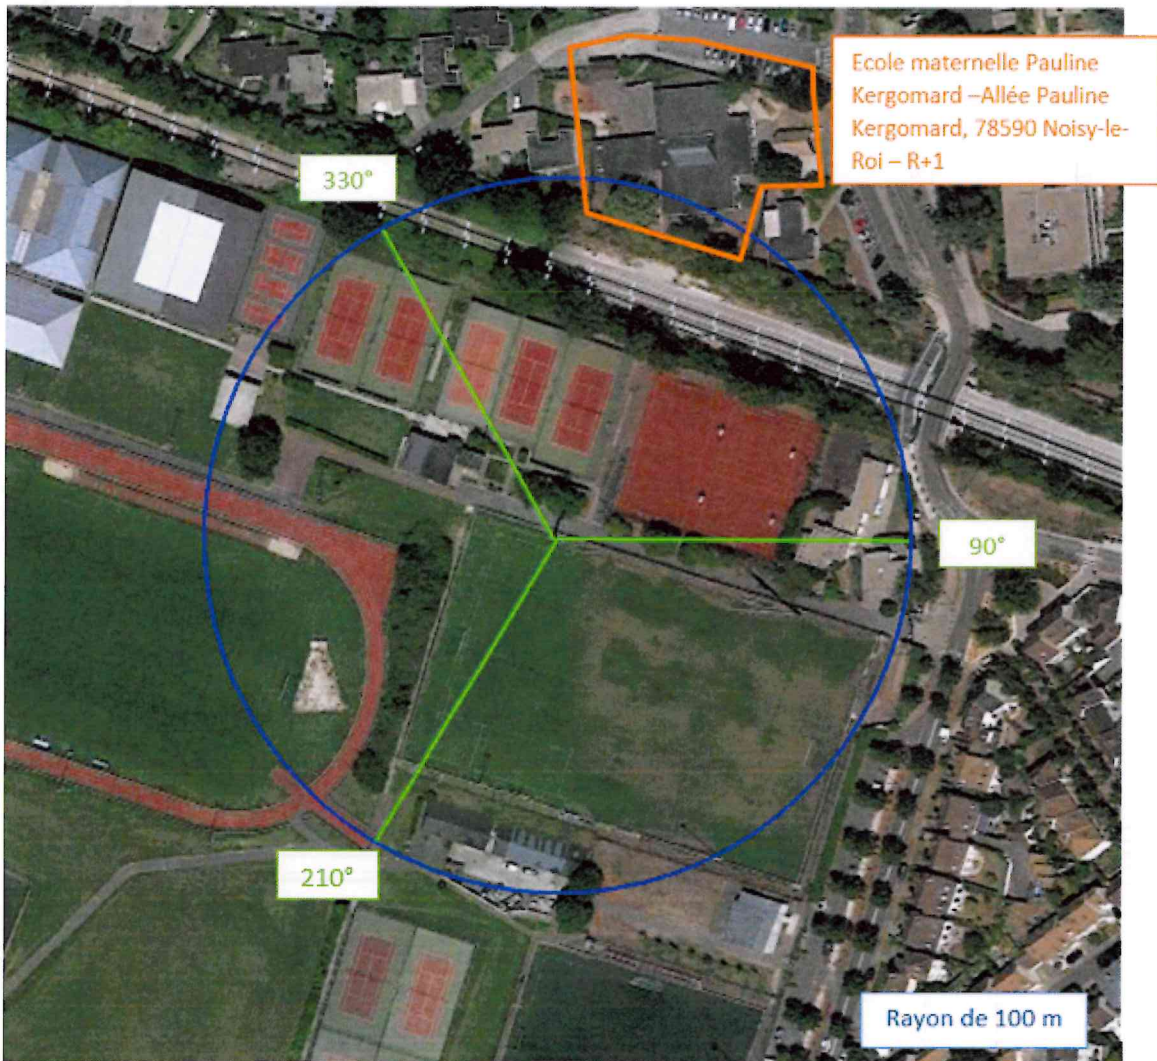 Ecole maternelle Pauline
Kergomard –Allée Pauline
Kergomard, 78590 Noisy-le-
Roi – R+1
330°
90°
210°
Rayon de 100 m